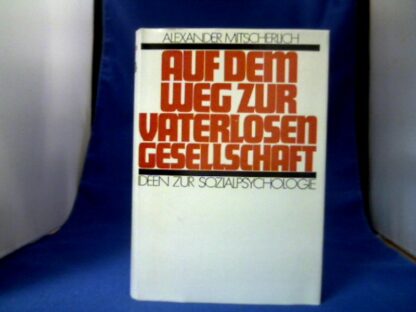 ALEXANDER MITSCHERLICH
AUF DEM
WEG ZUR
VATERLOSEN
GESELLSCHAFT
IDEEN ZUR SOZIALPSYCHOLOGIE